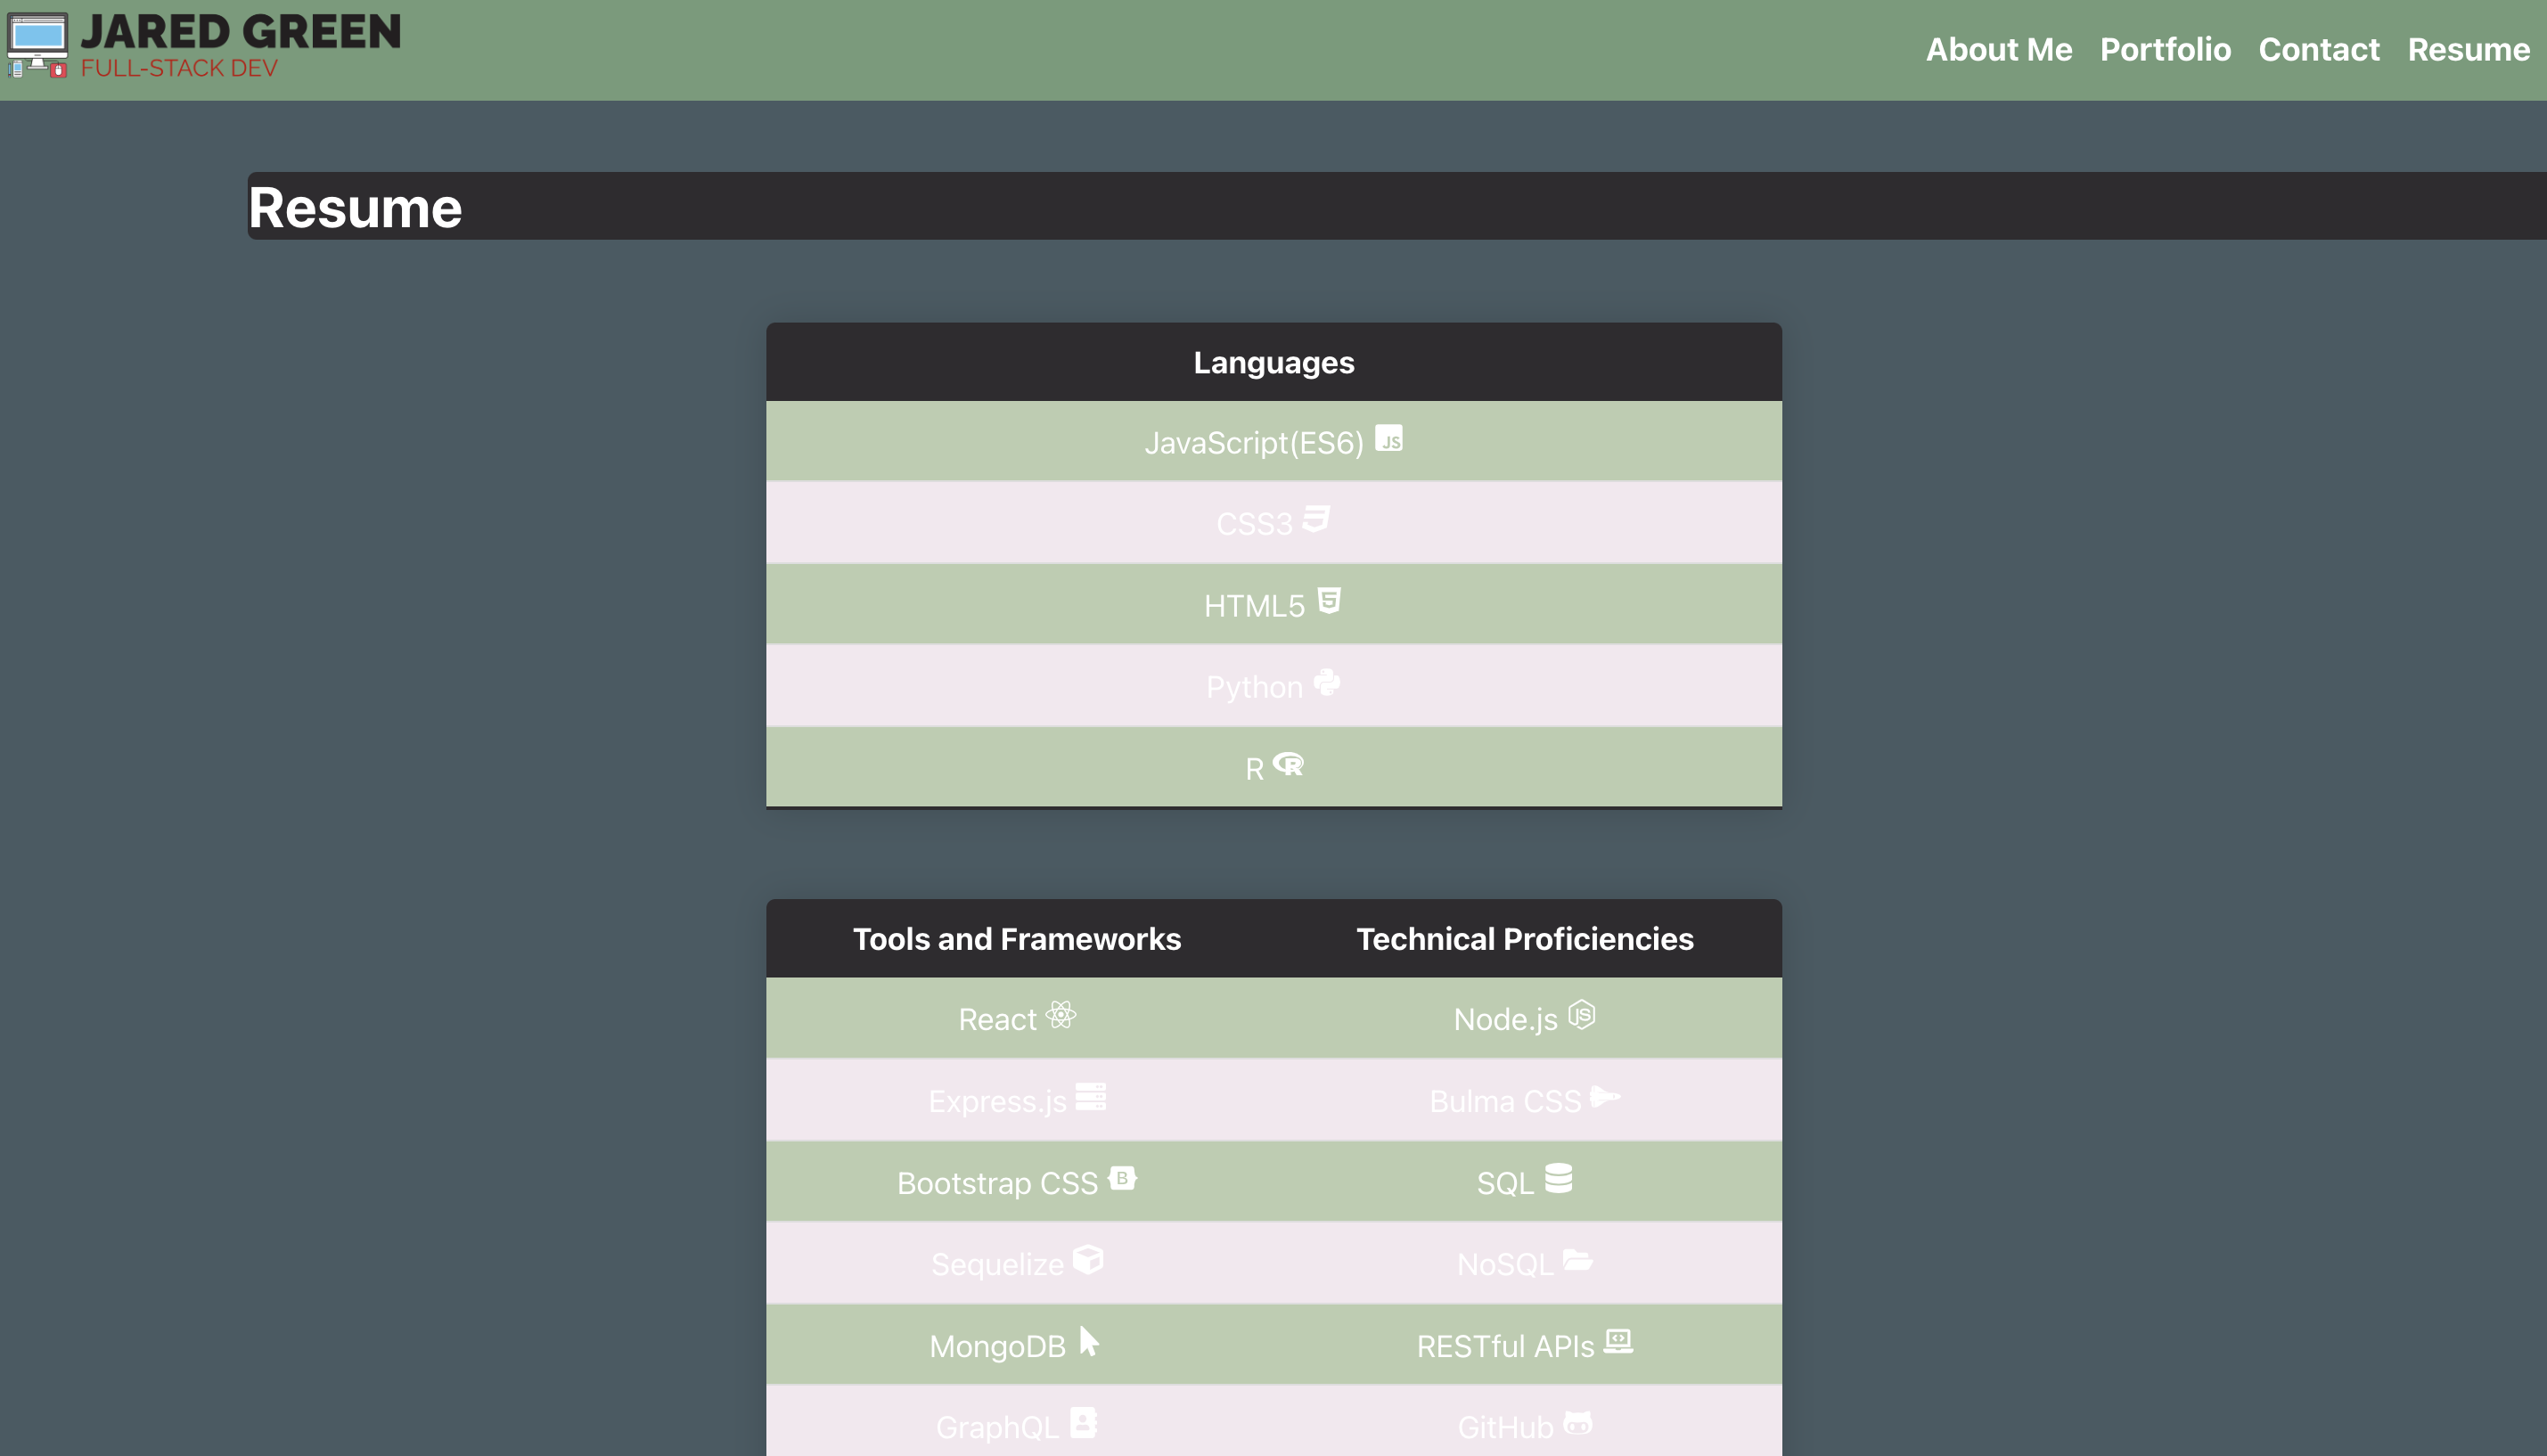 JARED GREEN
FULL-STACK DEV
About Me Portfolio Contact Resume
Resume
Languages
JavaScript(ES6) JS
CSS3
HTML5
Python
R R
Tools and Frameworks Technical Proficiencies
React Node.js JS
Express.js Bulma CSS
Bootstrap CSS B SQL
Sequelize NoSQL
MongoDB RESTful APIs
GraphQL GitHub